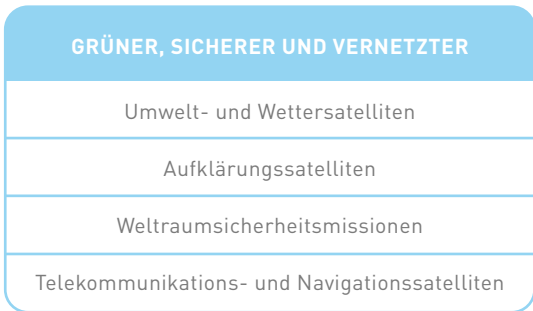 GRÜNER, SICHERER UND VERNETZTER
Umwelt- und Wettersatelliten
Aufklärungssatelliten
Weltraumsicherheitsmissionen
Telekommunikations- und Navigationssatelliten